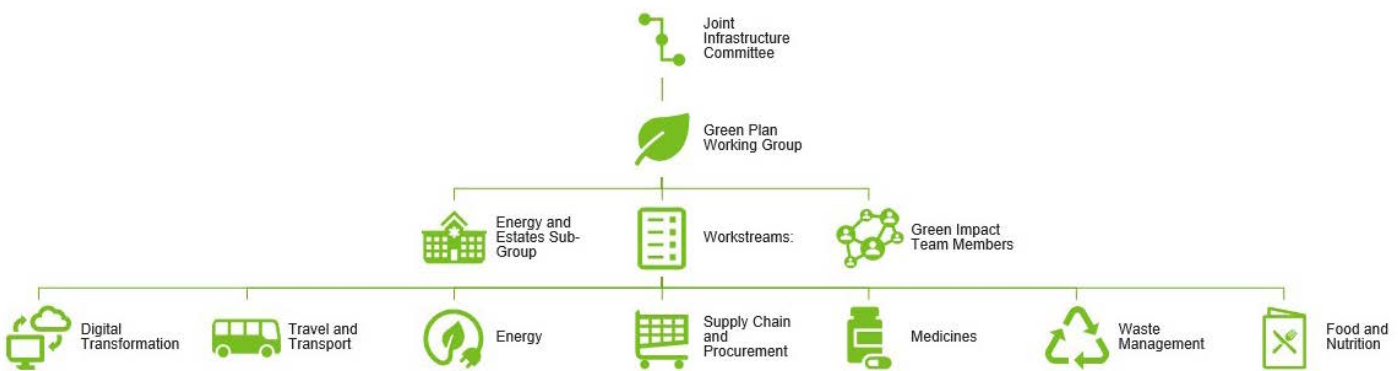 Joint
Infrastructure
Committee
Green Plan
Working Group
Energy and
Estates Sub-
Group
Workstreams:
Green Impact
Team Members
Digital
Transformation
Travel and
Transport
Energy
Supply Chain
and
Procurement
Medicines
Waste
Management
Food and
Nutrition